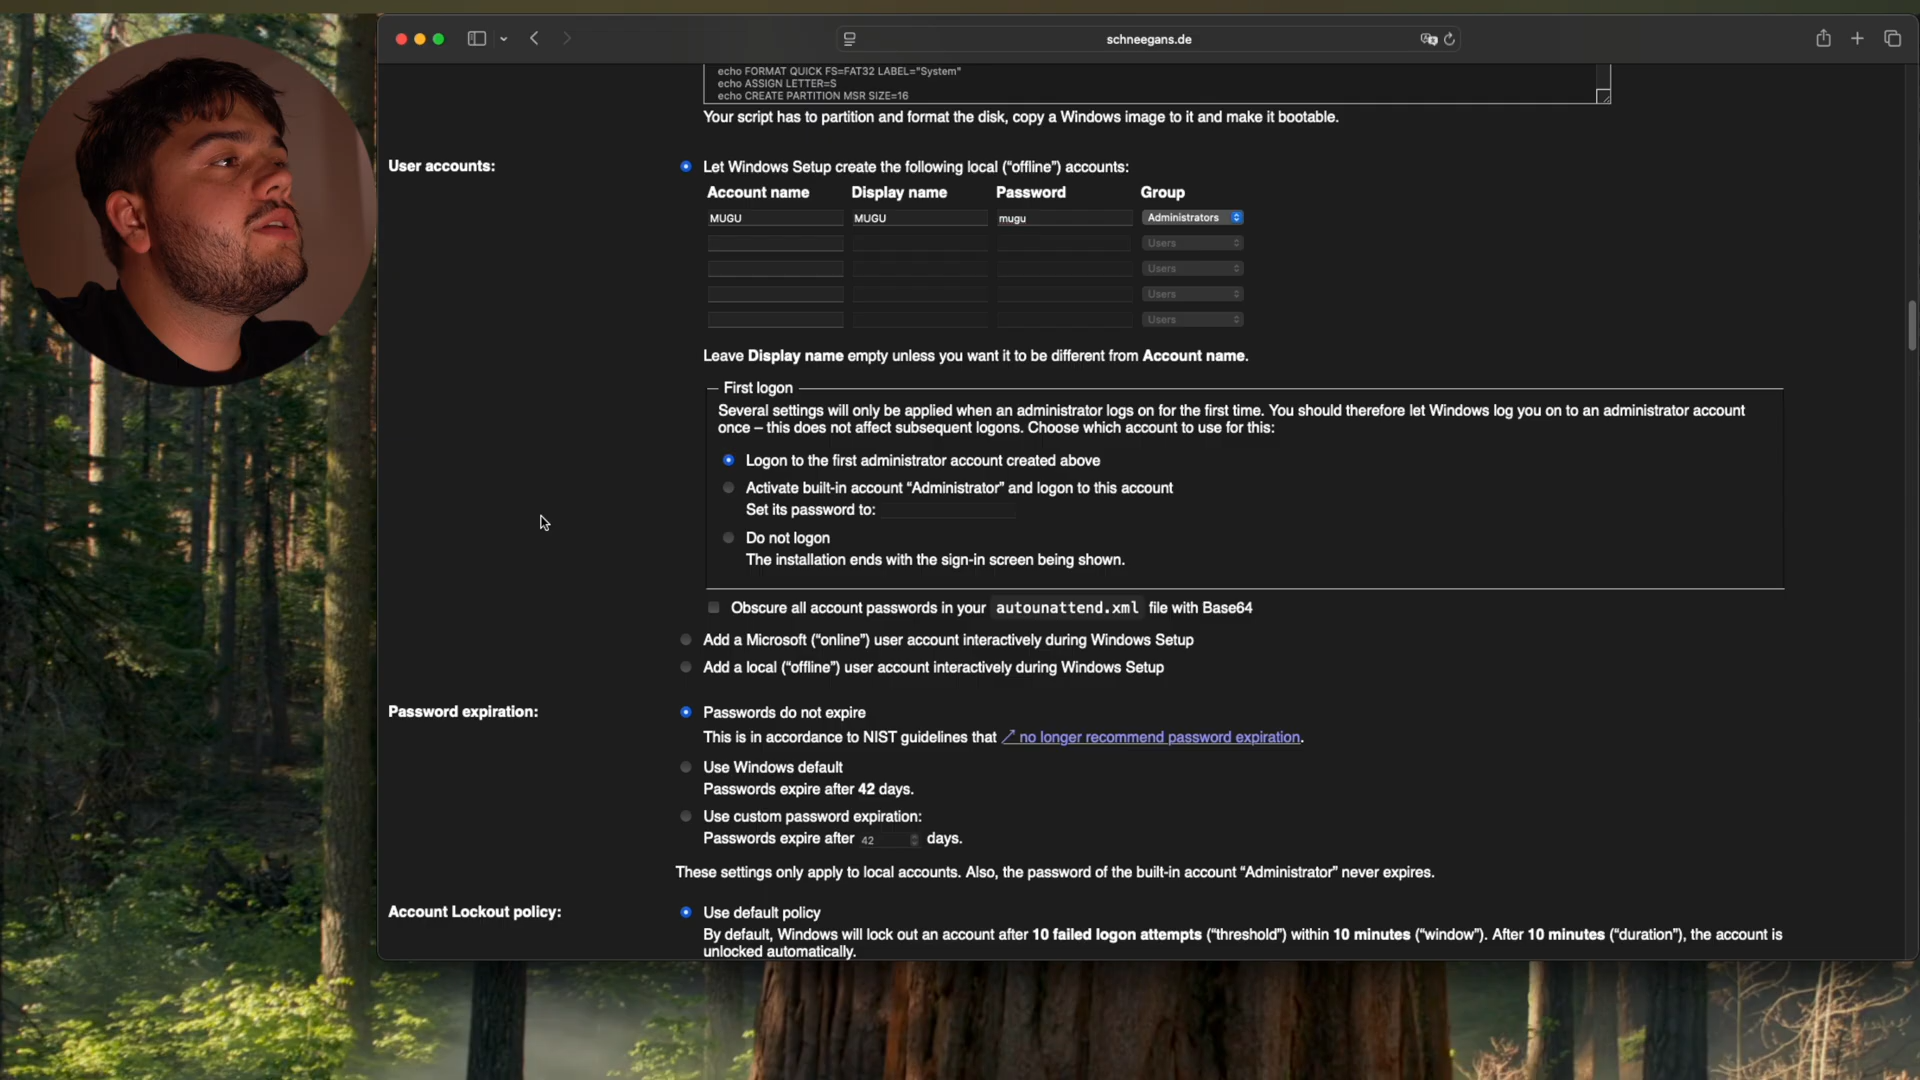 schneegans.de
echo FORMAT QUICK FS=FAT32 LABEL="System"
echo ASSIGN LETTER=S
echo CREATE PARTITION MSR SIZE=16
Your script has to partition and format the disk, copy a Windows image to it and make it bootable.
User accounts:
Let Windows Setup create the following local (“offline”) accounts:
Account name Display name Password Group
MUGU MUGU mugu Administrators
Users
Users
Users
Users
Leave Display name empty unless you want it to be different from Account name.
First logon
Several settings will only be applied when an administrator logs on for the first time. You should therefore let Windows log you on to an administrator account
once – this does not affect subsequent logons. Choose which account to use for this:
Logon to the first administrator account created above
Activate built-in account “Administrator” and logon to this account
Set its password to:
Do not logon
The installation ends with the sign-in screen being shown.
Obscure all account passwords in your autounattend.xml file with Base64
Add a Microsoft (“online”) user account interactively during Windows Setup
Add a local (“offline”) user account interactively during Windows Setup
Password expiration:
Passwords do not expire
This is in accordance to NIST guidelines that ↗ no longer recommend password expiration.
Use Windows default
Passwords expire after 42 days.
Use custom password expiration:
Passwords expire after 42 days.
These settings only apply to local accounts. Also, the password of the built-in account “Administrator” never expires.
Account Lockout policy:
Use default policy
By default, Windows will lock out an account after 10 failed logon attempts (“threshold”) within 10 minutes (“window”). After 10 minutes (“duration”), the account is
unlocked automatically.